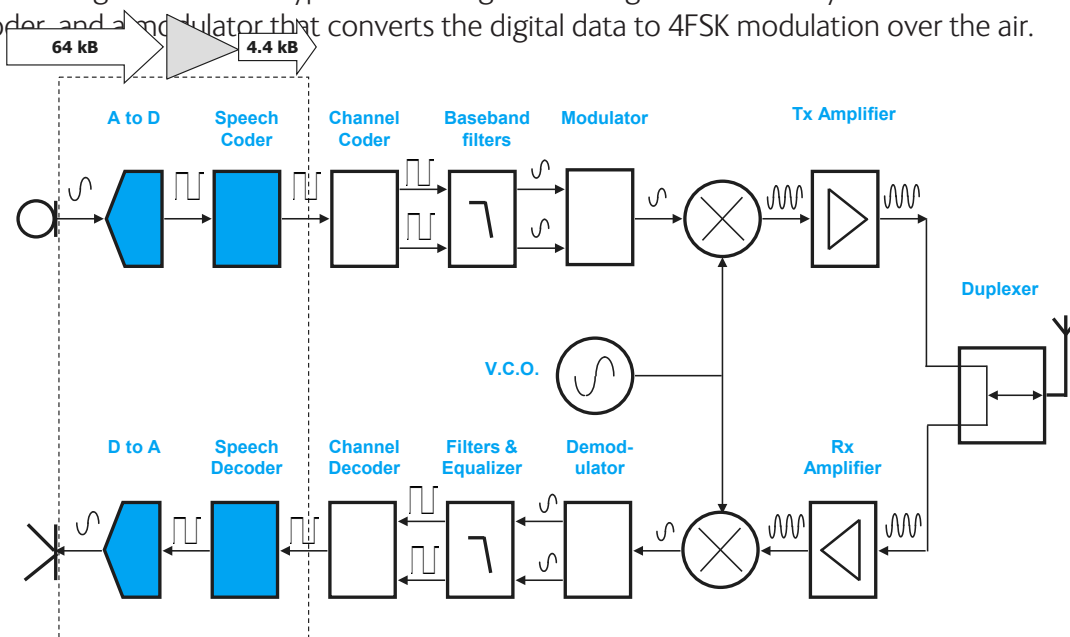 and a modulator that converts the digital data to 4FSK modulation over the air.
64 kB
4.4 kB
A to D
Speech
Coder
Channel
Coder
Baseband
filters
Modulator
Tx Amplifier
Duplexer
V.C.O.
D to A
Speech
Decoder
Channel
Decoder
Filters &
Equalizer
Demod-
ulator
Rx
Amplifier